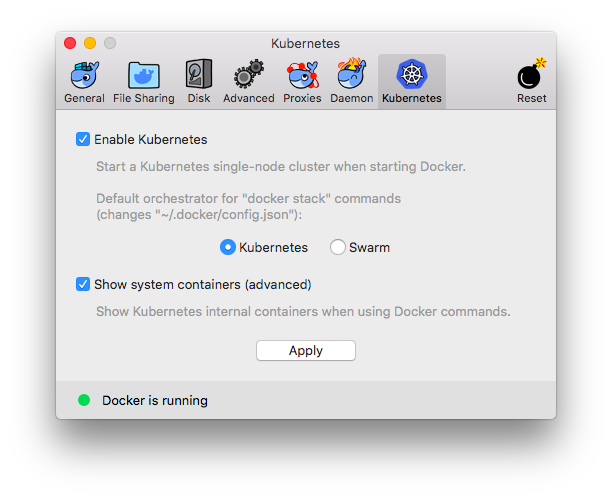 Kubernetes
General File Sharing Disk Advanced Proxies Daemon Kubernetes Reset
Enable Kubernetes
Start a Kubernetes single-node cluster when starting Docker.
Default orchestrator for "docker stack" commands
(changes "~/.docker/config.json"):
Kubernetes Swarm
Show system containers (advanced)
Show Kubernetes internal containers when using Docker commands.
Apply
Docker is running